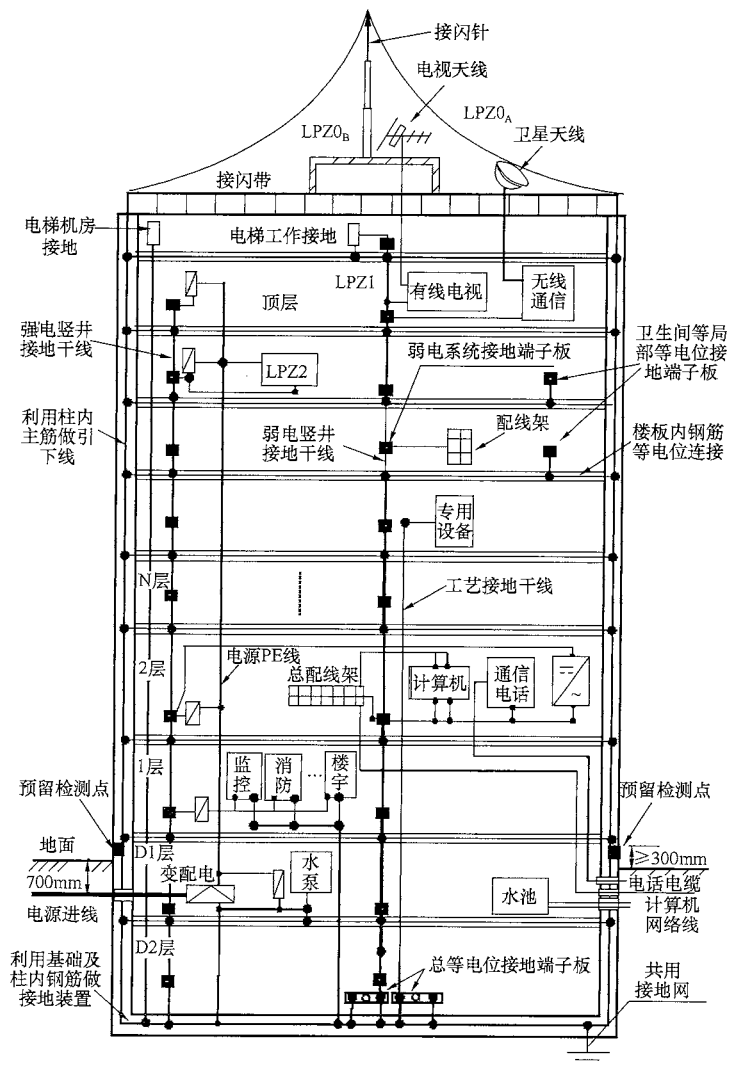 接闪针
电视天线
LPZ0A
LPZ0B
卫星天线
接闪带
电梯机房
接地
电梯工作接地
LPZ1
有线电视
无线
通信
顶层
强电竖井
接地干线
LPZ2
弱电系统接地端子板
卫生间等局
部等电位接
地端子板
利用柱内
主筋做引
下线
弱电竖井
接地干线
配线架
楼板内钢筋
等电位连接
专用
设备
N层
工艺接地干线
2层
电源PE线
总配线架
计算机
通信
电话
1层
监控
消防
…
楼宇
预留检测点
预留检测点
地面
D1层
≥300mm
700mm
变配电
水
泵
电话电缆
水池
电源进线
计算机
网络线
D2层
利用基础及
柱内钢筋做
接地装置
总等电位接地端子板
共用
接地网